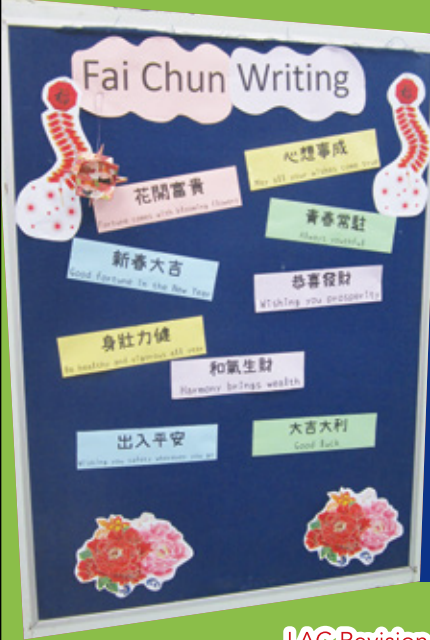 Fai Chun Writing
心想事成
May all your wishes come true
花開富貴
Fortune comes with blooming flowers
青春常駐
Always youthful
新春大吉
Good fortune in the New Year
恭喜發財
Wishing you prosperity
身壯力健
Be healthy and vigorous all year
和氣生財
Harmony brings wealth
出入平安
Wishing you safety wherever you go
大吉大利
Good luck
LAC Revision